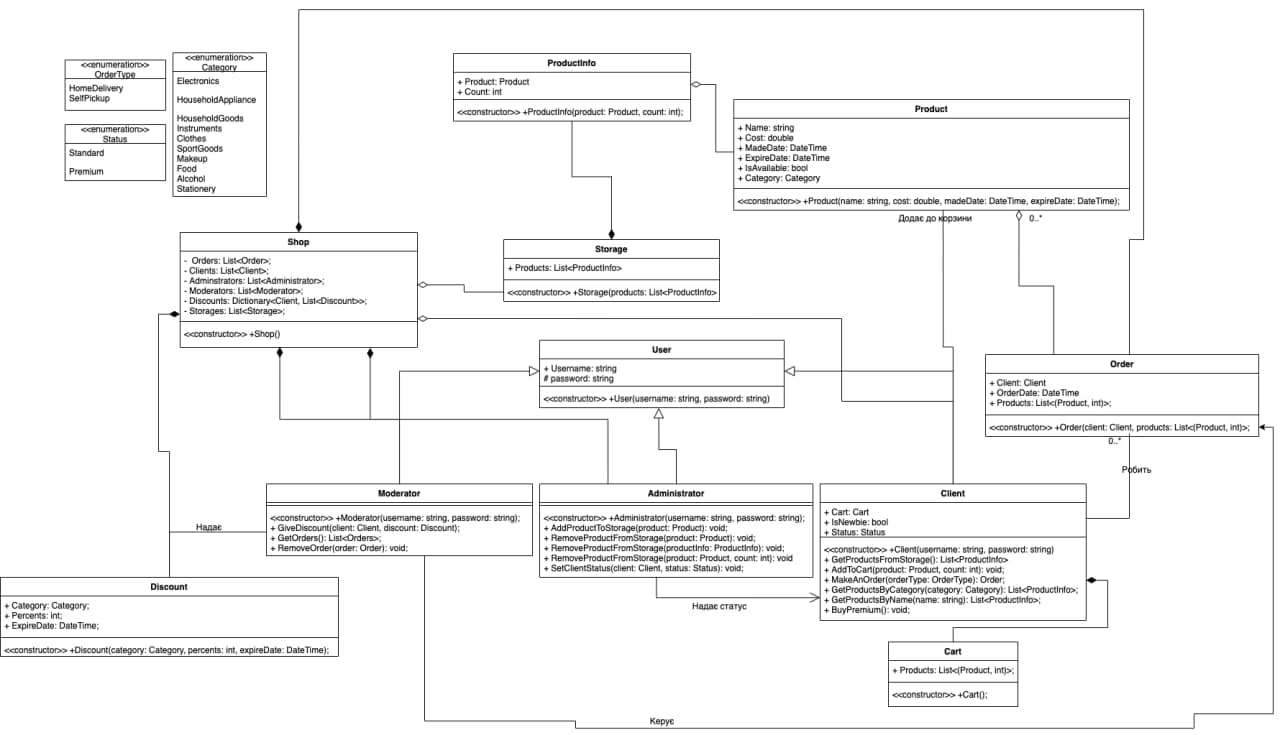 <<enumeration>>
OrderType
HomeDelivery
SelfPickup
<<enumeration>>
Status
Standard
Premium
<<enumeration>>
Category
Electronics
HouseholdAppliance
HouseholdGoods
Instruments
Clothes
SportGoods
Makeup
Food
Alcohol
Stationery
ProductInfo
+ Product: Product
+ Count: int
<<constructor>> +ProductInfo(product: Product, count: int);
Product
+ Name: string
+ Cost: double
+ MadeDate: DateTime
+ ExpireDate: DateTime
+ IsAvailable: bool
+ Category: Category
<<constructor>> +Product(name: string, cost: double, madeDate: DateTime, expireDate: DateTime);
Додає до корзини
0..*
Shop
- Orders: List<Order>;
- Clients: List<Client>;
- Adminstrators: List<Administrator>;
- Moderators: List<Moderator>;
- Discounts: Dictionary<Client, List<Discount>>;
- Storages: List<Storage>;
<<constructor>> +Shop()
Storage
+ Products: List<ProductInfo>
<<constructor>> +Storage(products: List<ProductInfo>
User
+ Username: string
# password: string
<<constructor>> +User(username: string, password: string)
Order
+ Client: Client
+ OrderDate: DateTime
+ Products: List<(Product, int)>;
<<constructor>> +Order(client: Client, products: List<(Product, int)>;
0..*
Робить
Moderator
<<constructor>> +Moderator(username: string, password: string);
+ GiveDiscount(client: Client, discount: Discount);
+ GetOrders(): List<Orders>;
+ RemoveOrder(order: Order): void;
Надає
Administrator
<<constructor>> +Administrator(username: string, password: string);
+ AddProductToStorage(product: Product): void;
+ RemoveProductFromStorage(product: Product): void;
+ RemoveProductFromStorage(productInfo: ProductInfo): void;
+ RemoveProductFromStorage(product: Product, count: int): void
+ SetClientStatus(client: Client, status: Status): void;
Надає статус
Client
+ Cart: Cart
+ IsNewbie: bool
+ Status: Status
<<constructor>> +Client(username: string, password: string)
+ GetProductsFromStorage(): List<ProductInfo>
+ AddToCart(product: Product, count: int): void;
+ MakeAnOrder(orderType: OrderType): Order;
+ GetProductsByCategory(category: Category): List<ProductInfo>;
+ GetProductsByName(name: string): List<ProductInfo>;
+ BuyPremium(): void;
Discount
+ Category: Category;
+ Percents: int;
+ ExpireDate: DateTime;
<<constructor>> +Discount(category: Category, percents: int, expireDate: DateTime);
Cart
+ Products: List<(Product, int)>;
<<constructor>> +Cart();
Керує